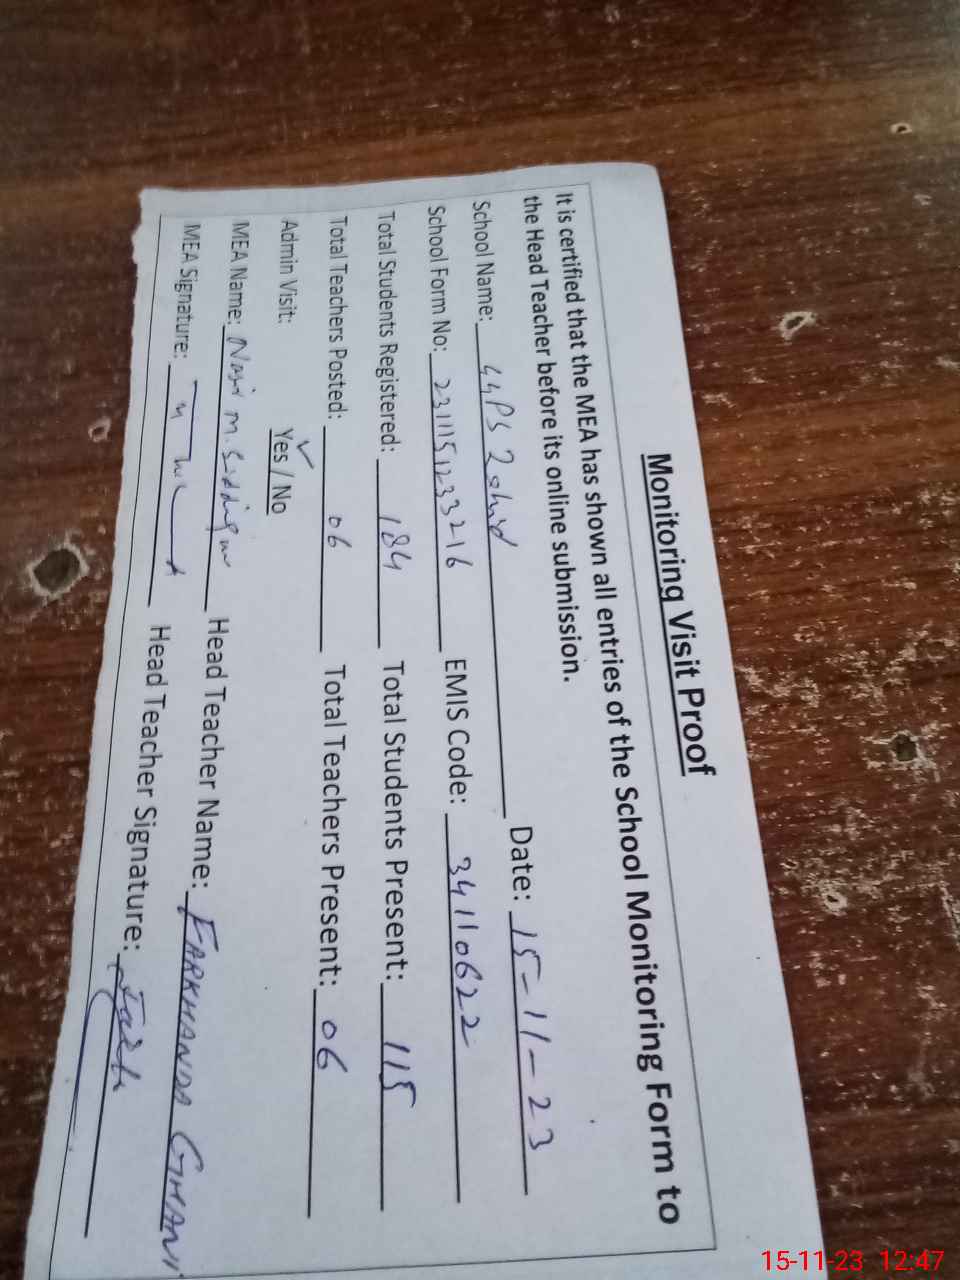 Monitoring Visit Proof
It is certified that the MEA has shown all entries of the School Monitoring Form to
the Head Teacher before its online submission.
School Name: GGPS Zahid Date: 15-11-23
School Form No: 2311151233216 EMIS Code: 34110622
Total Students Registered: 184 Total Students Present: 115
Total Teachers Posted: 06 Total Teachers Present: 06
Admin Visit: Yes / No
MEA Name: M. Head Teacher Name: FARKHANDA GHANI
MEA Signature: Head Teacher Signature:
15-11-23 12:47